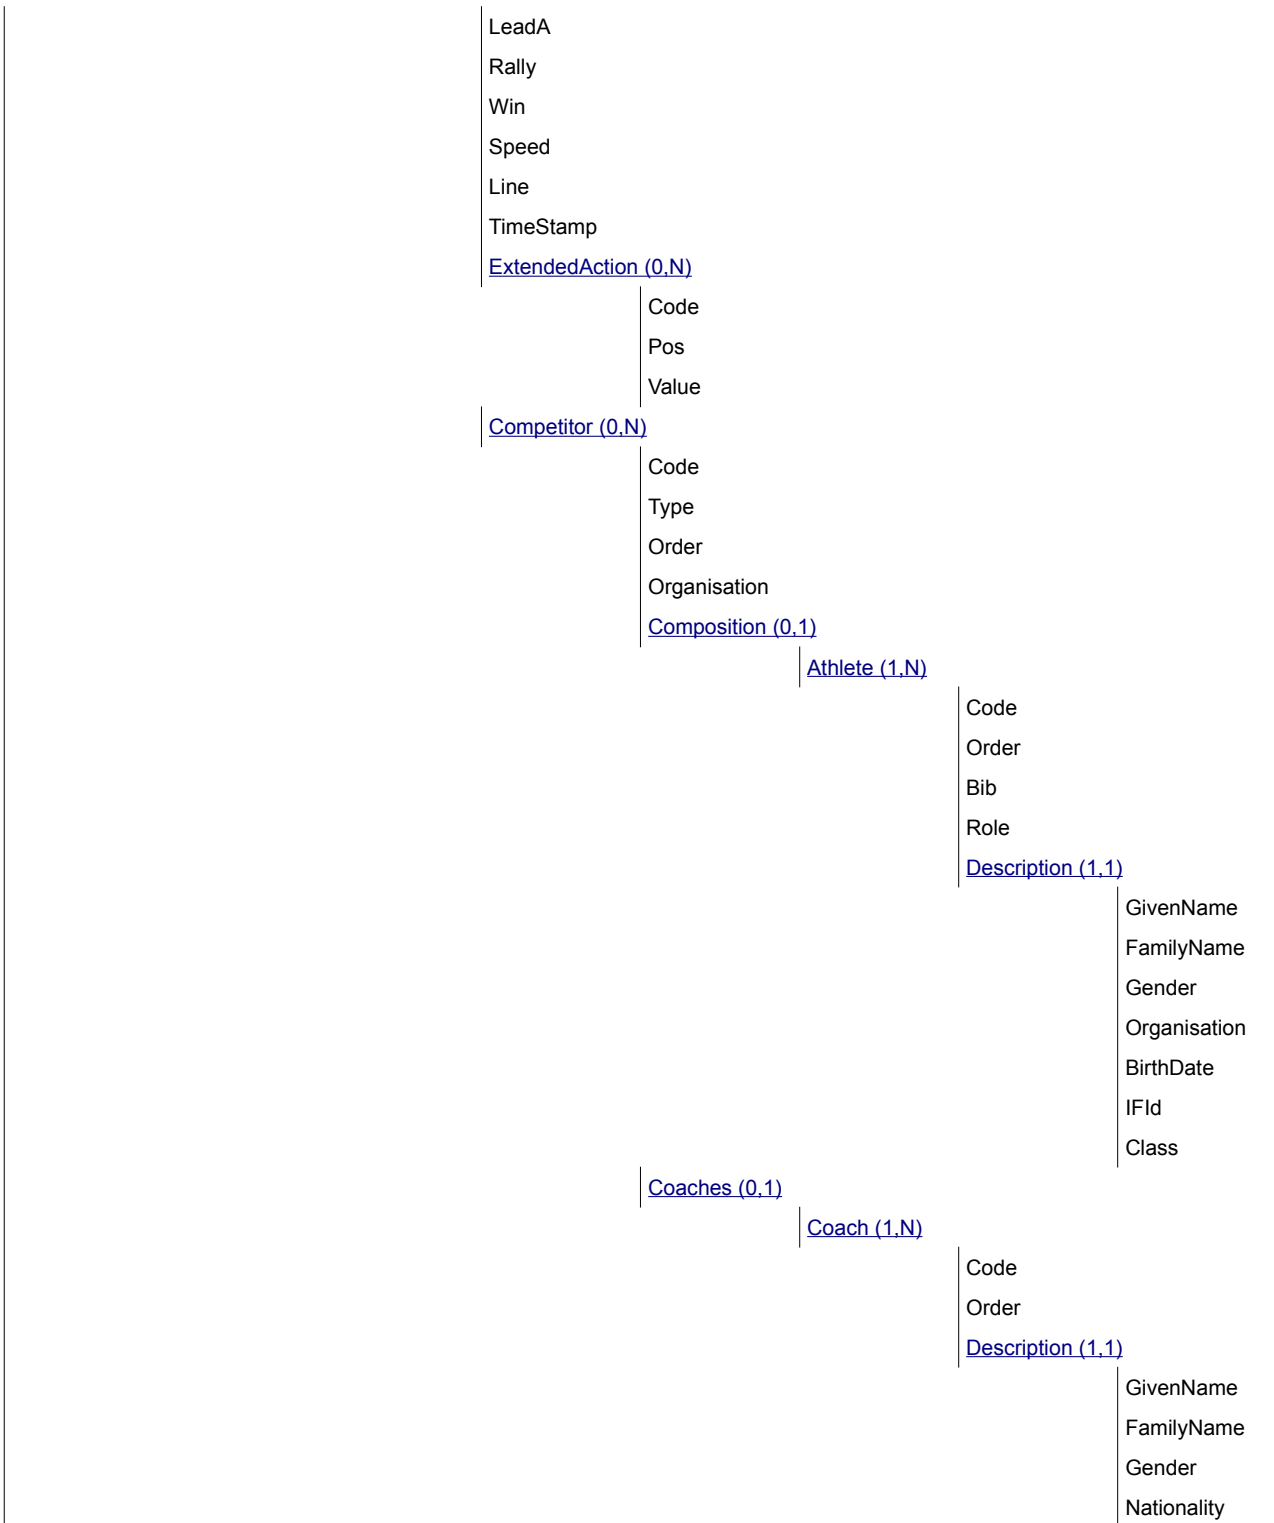 LeadA
Rally
Win
Speed
Line
TimeStamp
ExtendedAction (0,N)
Code
Pos
Value
Competitor (0,N)
Code
Type
Order
Organisation
Composition (0,1)
Athlete (1,N)
Code
Order
Bib
Role
Description (1,1)
GivenName
FamilyName
Gender
Organisation
BirthDate
IFId
Class
Coaches (0,1)
Coach (1,N)
Code
Order
Description (1,1)
GivenName
FamilyName
Gender
Nationality